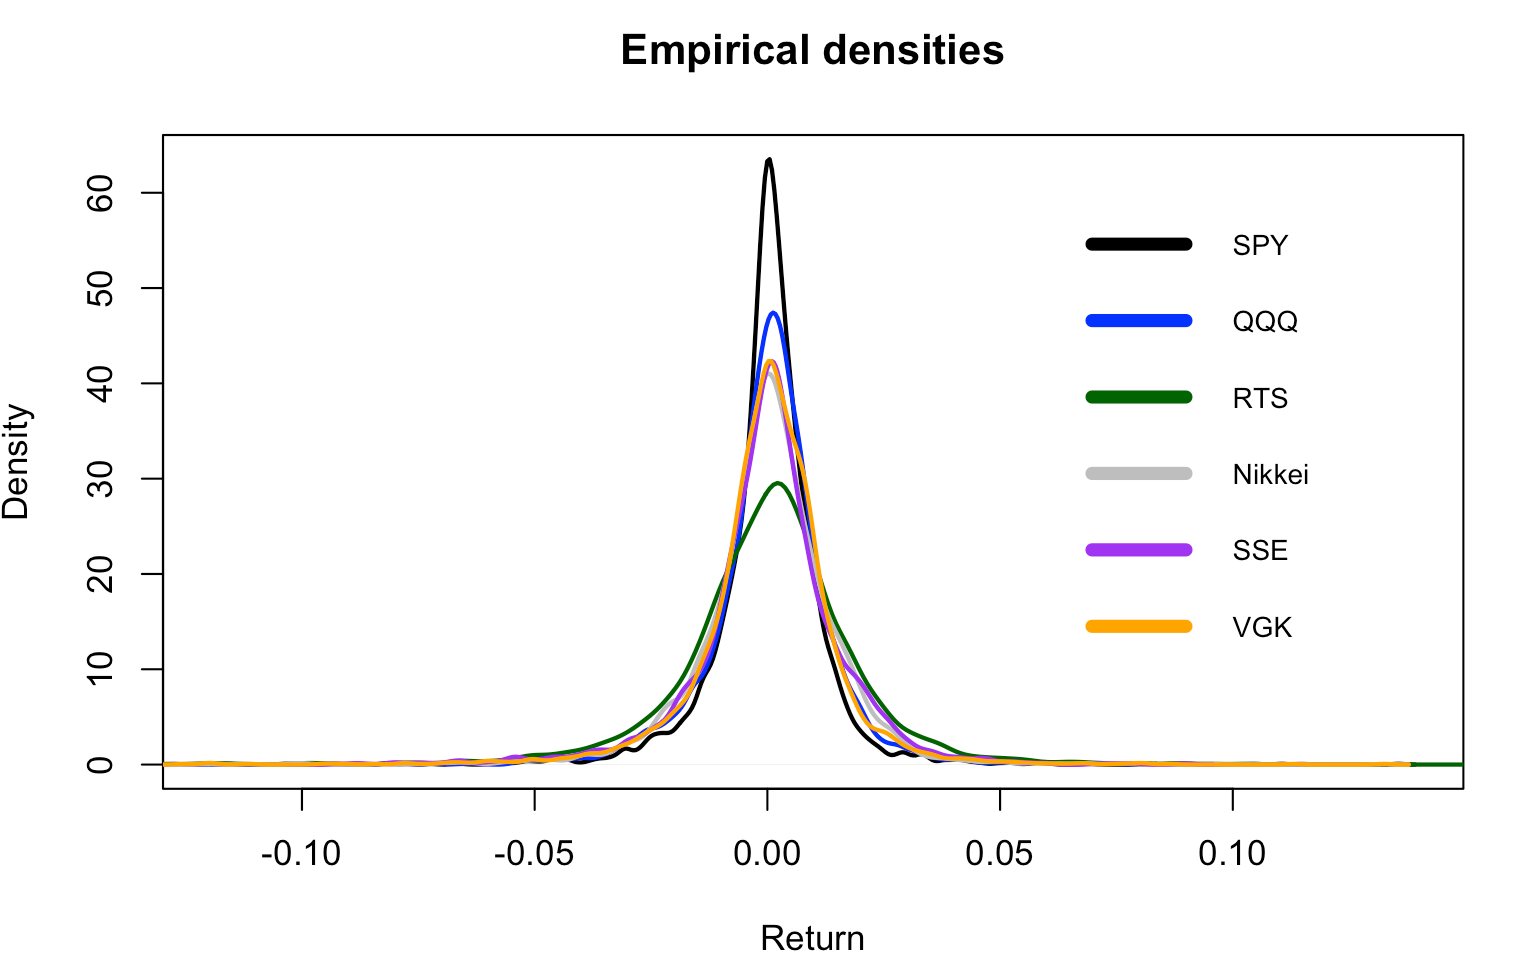 Empirical densities
Density
60
50
40
30
20
10
0
SPY
QQQ
RTS
Nikkei
SSE
VGK
-0.10 -0.05 0.00 0.05 0.10
Return